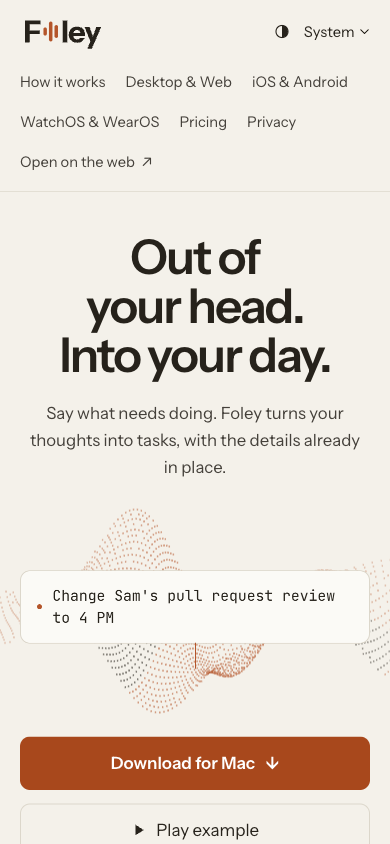 Foley
System
How it works Desktop & Web iOS & Android
WatchOS & WearOS Pricing Privacy
Open on the web ↗
Out of
your head.
Into your day.
Say what needs doing. Foley turns your
thoughts into tasks, with the details already
in place.
Change Sam's pull request review
to 4 PM
Download for Mac ↓
Play example